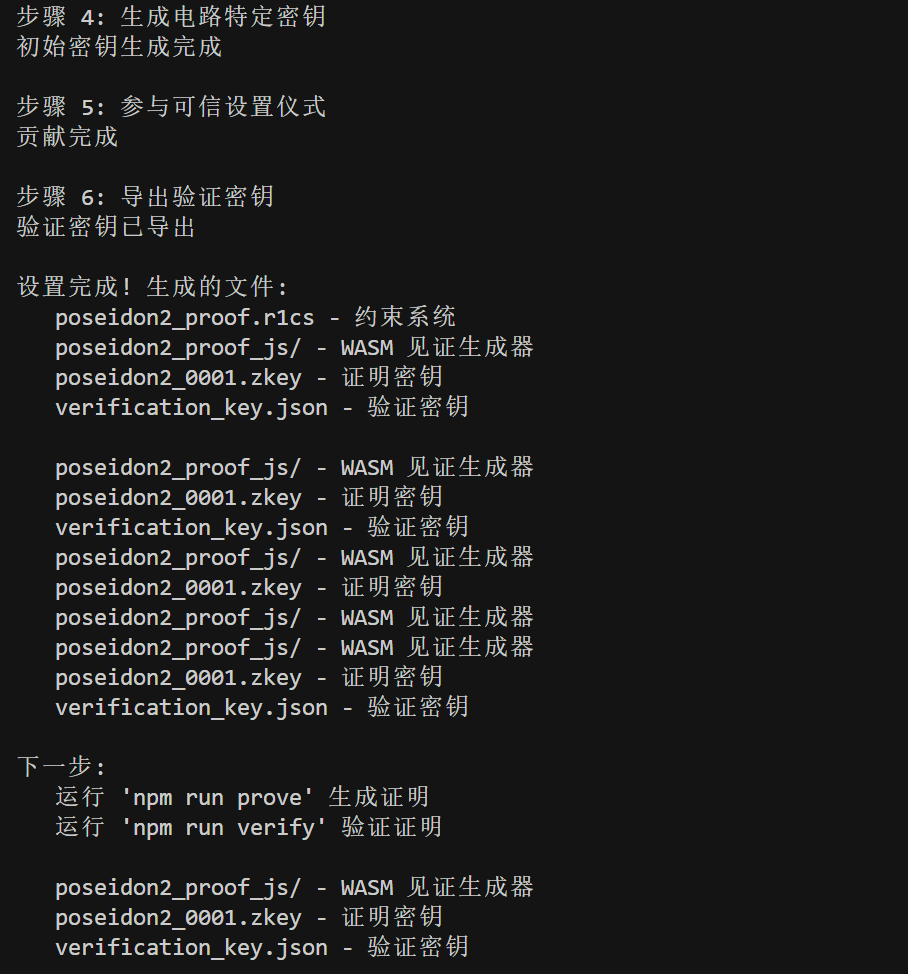 步骤 4: 生成电路特定密钥
初始密钥生成完成
步骤 5: 参与可信设置仪式
贡献完成
步骤 6: 导出验证密钥
验证密钥已导出
设置完成! 生成的文件:
poseidon2_proof.r1cs - 约束系统
poseidon2_proof_js/ - WASM 见证生成器
poseidon2_0001.zkey - 证明密钥
verification_key.json - 验证密钥
poseidon2_proof_js/ - WASM 见证生成器
poseidon2_0001.zkey - 证明密钥
verification_key.json - 验证密钥
poseidon2_proof_js/ - WASM 见证生成器
poseidon2_0001.zkey - 证明密钥
poseidon2_proof_js/ - WASM 见证生成器
poseidon2_proof_js/ - WASM 见证生成器
poseidon2_0001.zkey - 证明密钥
verification_key.json - 验证密钥
下一步:
运行 'npm run prove' 生成证明
运行 'npm run verify' 验证证明
poseidon2_proof_js/ - WASM 见证生成器
poseidon2_0001.zkey - 证明密钥
verification_key.json - 验证密钥